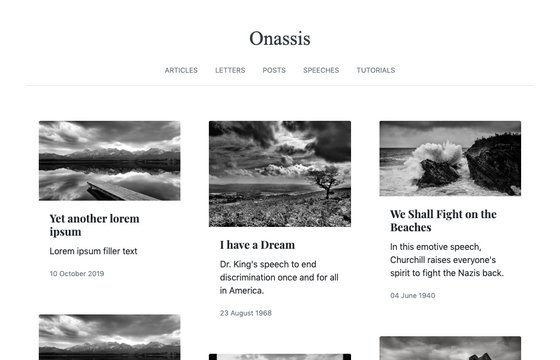 Onassis
ARTICLES LETTERS POSTS SPEECHES TUTORIALS
Yet another lorem
ipsum
Lorem ipsum filler text
10 October 2019
I have a Dream
Dr. King's speech to end
discrimination once and for all
in America.
23 August 1968
We Shall Fight on the
Beaches
In this emotive speech,
Churchill raises everyone's
spirit to fight the Nazis back.
04 June 1940